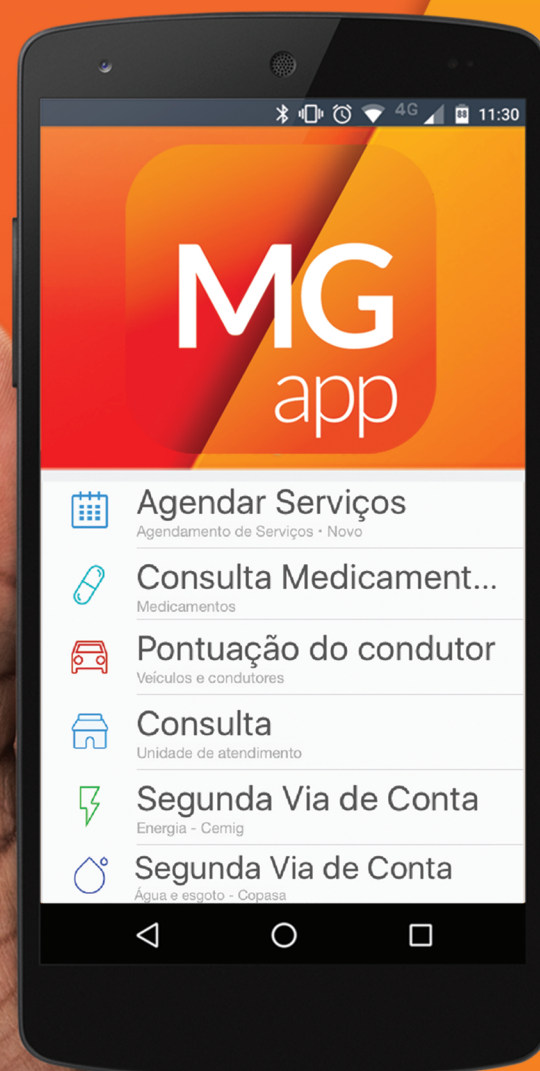 4G 88 11:30
MG
app
Agendar Serviços
Agendamento de Serviços • Novo
Consulta Medicament...
Medicamentos
Pontuação do condutor
Veículos e condutores
Consulta
Unidade de atendimento
Segunda Via de Conta
Energia - Cemig
Segunda Via de Conta
Água e esgoto - Copasa